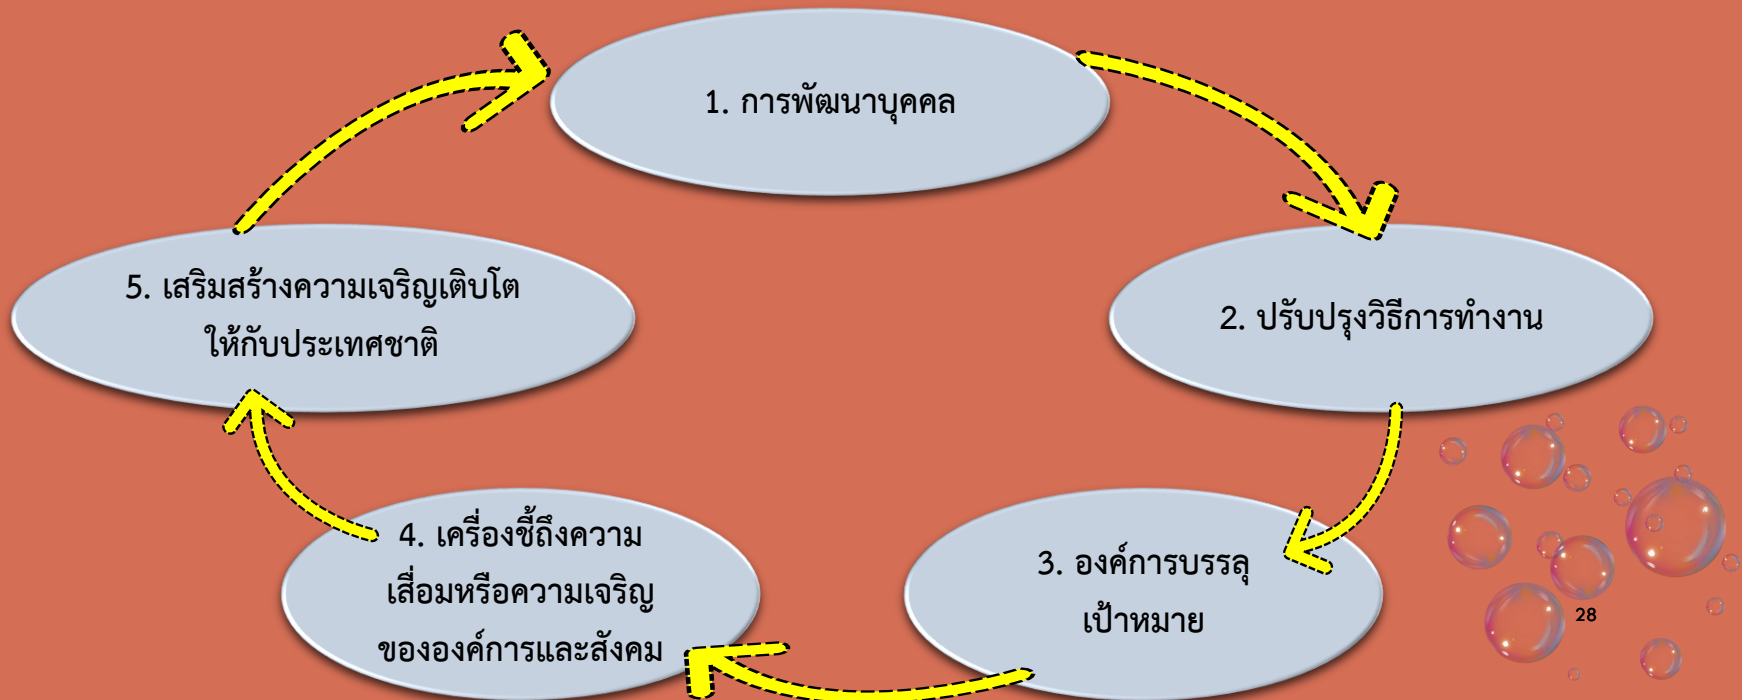 1. การพัฒนาบุคคล
2. ปรับปรุงวิธีการทำงาน
3. องค์การบรรลุ
เป้าหมาย
4. เครื่องชี้ถึงความ
เสื่อมหรือความเจริญ
ขององค์การและสังคม
5. เสริมสร้างความเจริญเติบโต
ให้กับประเทศชาติ
28